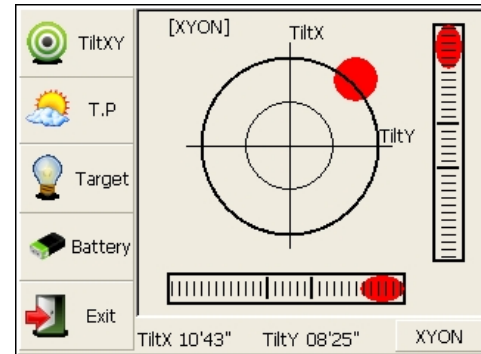 TiltXY
T.P
Target
Battery
Exit
[XYON]
TiltX
TiltY
TiltX 10'43" TiltY 08'25" XYON